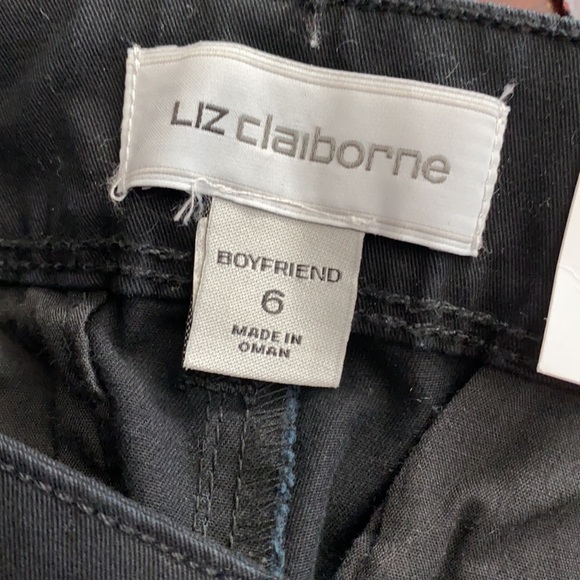 LIZ claiborne
BOYFRIEND
6
MADE IN
OMAN